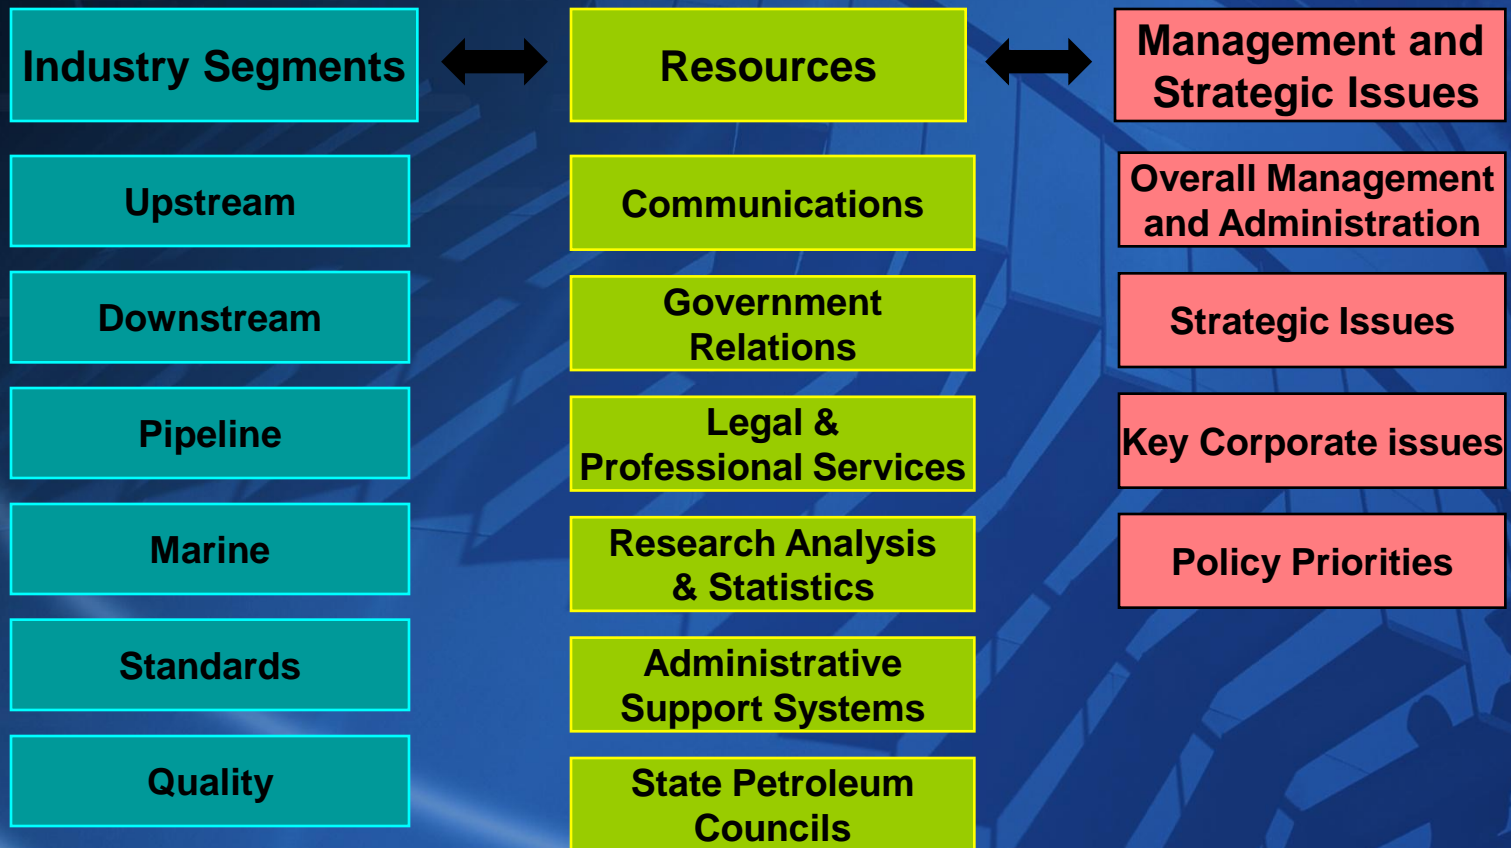 Industry Segments
Resources
Management and
Strategic Issues
Upstream
Downstream
Pipeline
Marine
Standards
Quality
Communications
Government
Relations
Legal &
Professional Services
Research Analysis
& Statistics
Administrative
Support Systems
State Petroleum
Councils
Overall Management
and Administration
Strategic Issues
Key Corporate issues
Policy Priorities